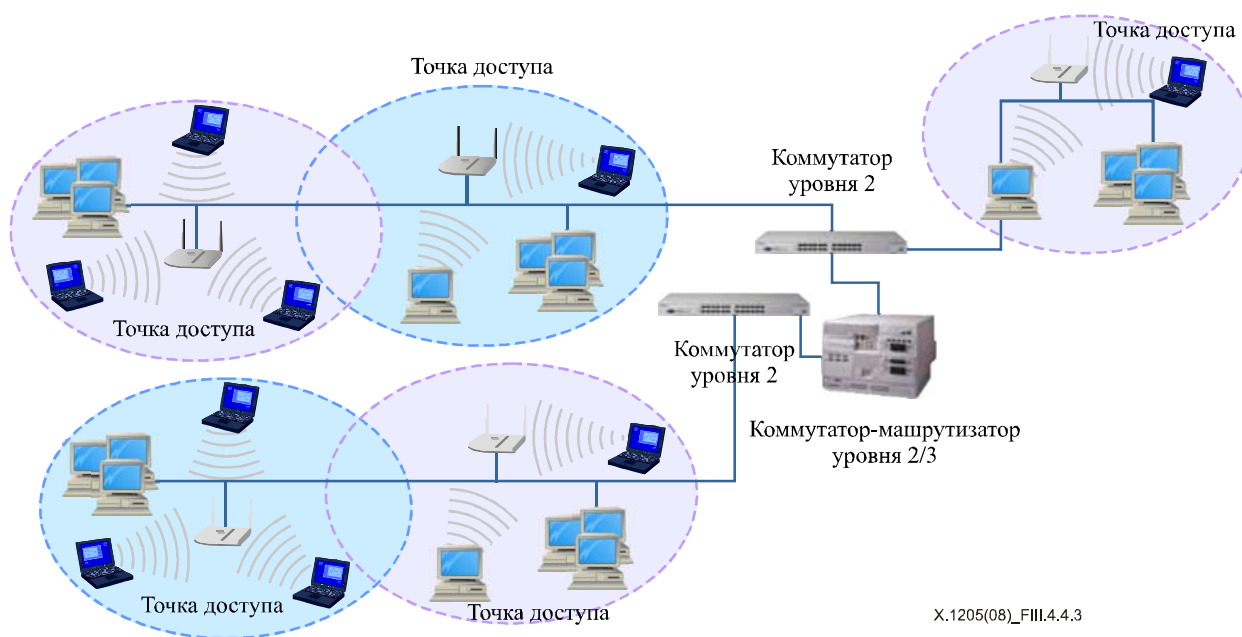 Точка доступа
Точка доступа
Коммутатор
уровня 2
Точка доступа
Коммутатор
уровня 2
Коммутатор-машрутизатор
уровня 2/3
Точка доступа
Точка доступа
X.1205(08)_FIII.4.4.3